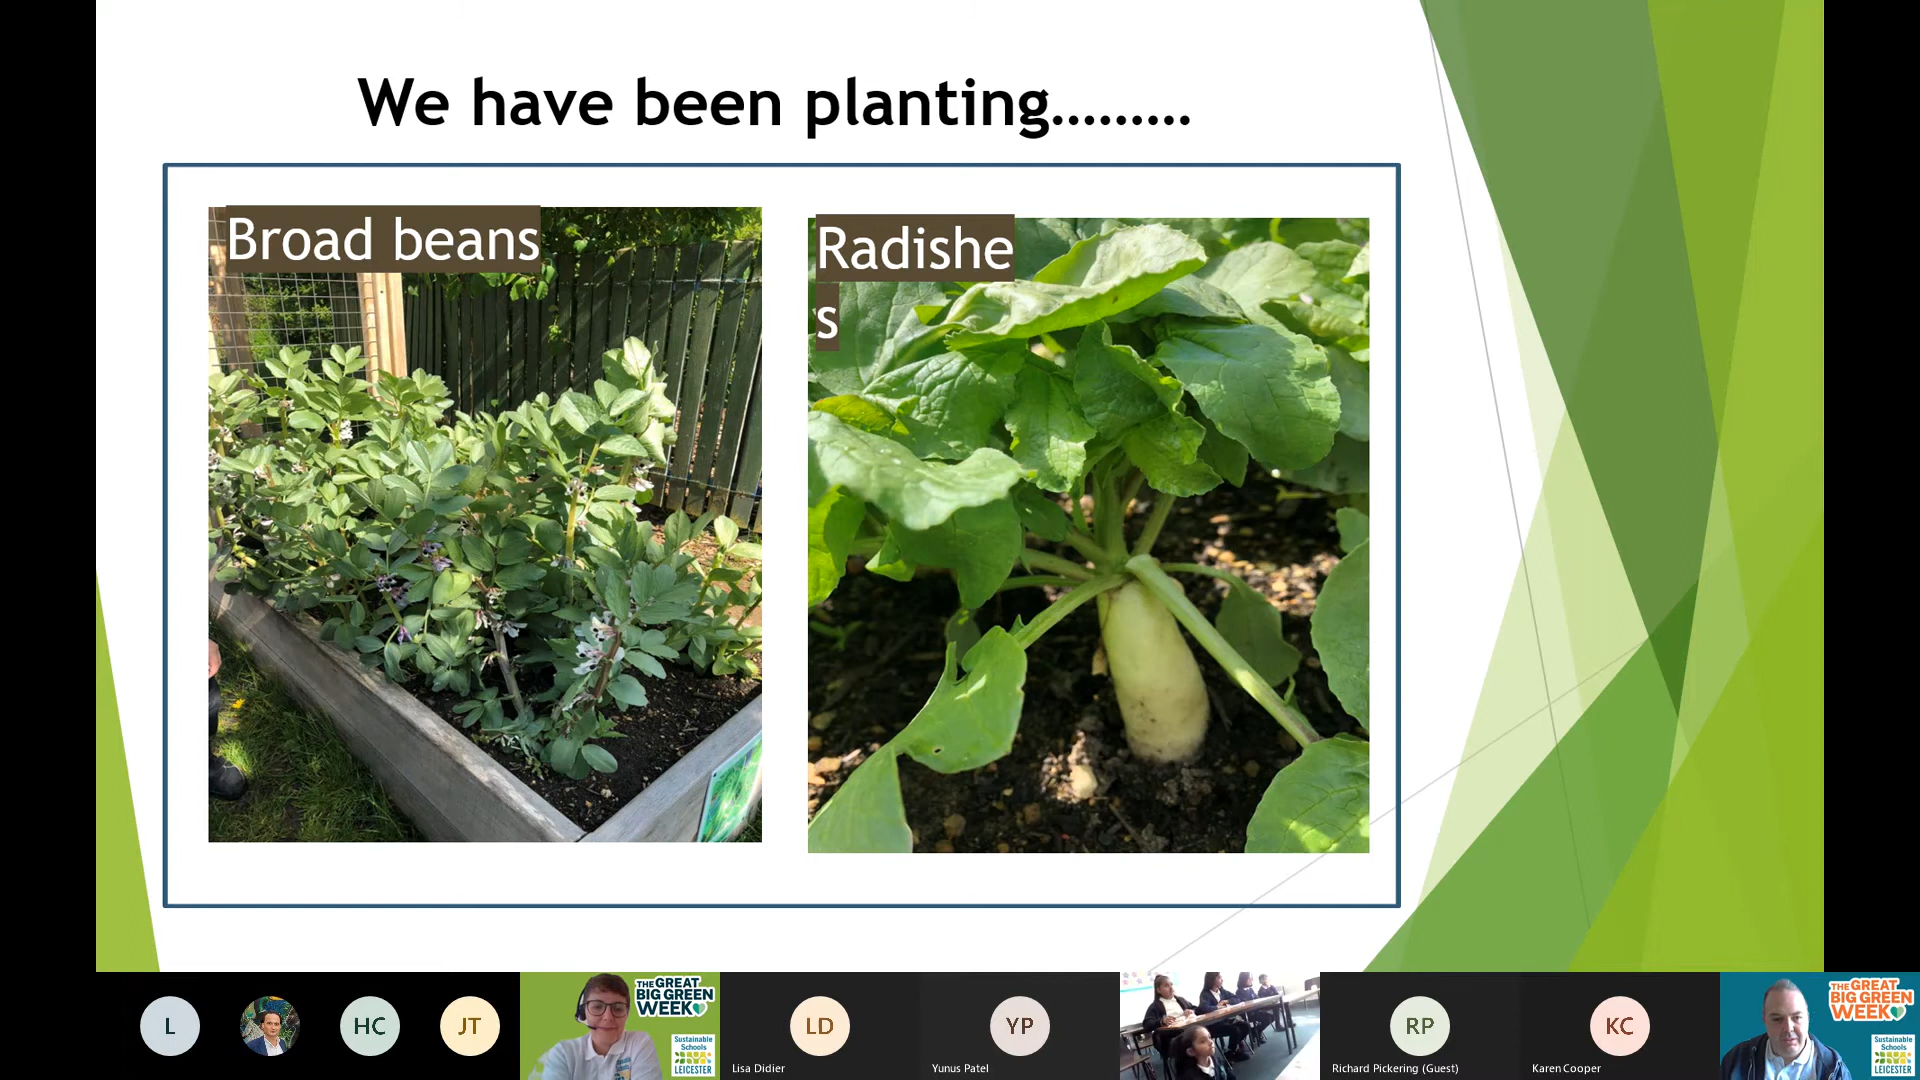 We have been planting.........
Broad beans
Radishe
s
L
HC
JT
THE GREAT
BIG GREEN
WEEK
Sustainable
Schools
LEICESTER
LD
Lisa Didier
YP
Yunus Patel
RP
Richard Pickering (Guest)
KC
Karen Cooper
THE GREAT
BIG GREEN
WEEK
Sustainable
Schools
LEICESTER